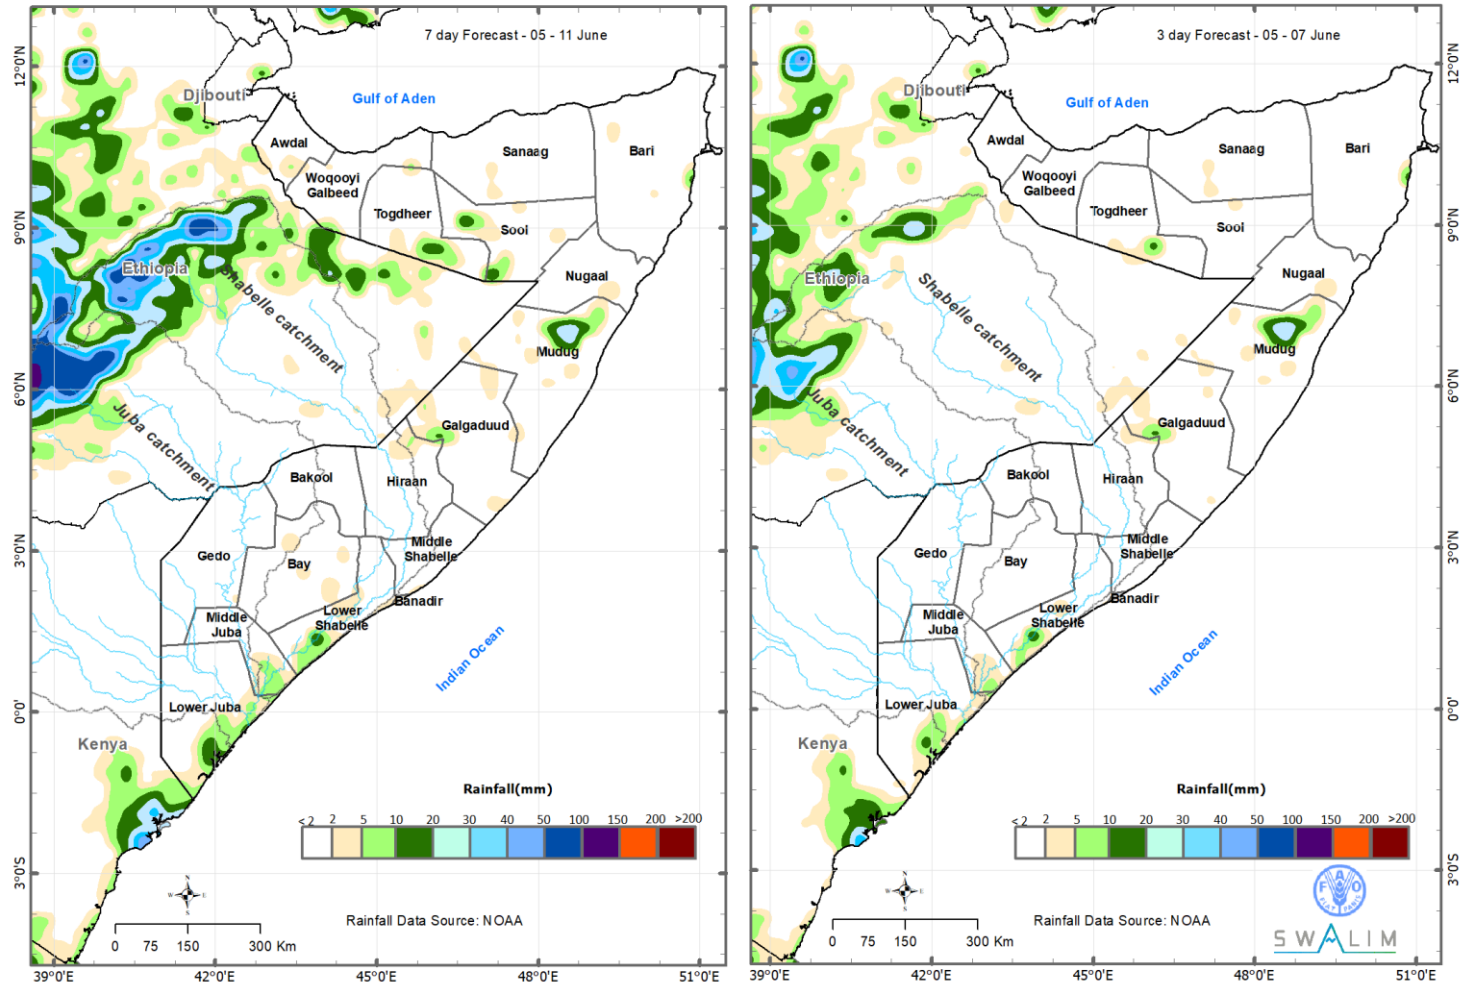 7 day Forecast - 05 - 11 June
12°0'N
9°0'N
6°0'N
3°0'N
0°0'
3°0'S
Djibouti
Gulf of Aden
Awdal
Sanaag
Bari
Woqooyi
Galbeed
Togdheer
Sool
Ethiopia
Nugaal
Shabelle catchment
Mudug
Juba catchment
Galgaduud
Bakool
Hiraan
Gedo
Bay
Middle
Shabelle
Banadir
Lower
Shabelle
Middle
Juba
Indian Ocean
Lower Juba
Kenya
Rainfall(mm)
<2 2 5 10 20 30 40 50 100 150 200 >200
N
W E
S
Rainfall Data Source: NOAA
0 75 150 300 Km
39°0'E 42°0'E 45°0'E 48°0'E 51°0'E
3 day Forecast - 05 - 07 June
12°0'N
9°0'N
6°0'N
3°0'N
0°0'
3°0'S
Djibouti
Gulf of Aden
Awdal
Sanaag
Bari
Woqooyi
Galbeed
Togdheer
Sool
Ethiopia
Nugaal
Shabelle catchment
Mudug
Juba catchment
Galgaduud
Bakool
Hiraan
Gedo
Bay
Middle
Shabelle
Banadir
Lower
Shabelle
Middle
Juba
Indian Ocean
Lower Juba
Kenya
Rainfall(mm)
<2 2 5 10 20 30 40 50 100 150 200 >200
N
W E
S
Rainfall Data Source: NOAA
0 75 150 300 Km
FAO
FIAT PANIS
SWALIM
39°0'E 42°0'E 45°0'E 48°0'E 51°0'E